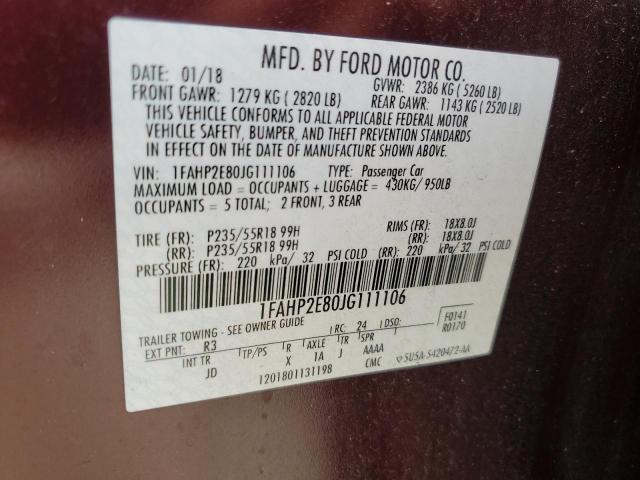 MFD. BY FORD MOTOR CO.
DATE: 01/18 GVWR: 2386 KG ( 5260 LB)
FRONT GAWR: 1279 KG ( 2820 LB) REAR GAWR: 1143 KG ( 2520 LB)
THIS VEHICLE CONFORMS TO ALL APPLICABLE FEDERAL MOTOR
VEHICLE SAFETY, BUMPER, AND THEFT PREVENTION STANDARDS
IN EFFECT ON THE DATE OF MANUFACTURE SHOWN ABOVE.
VIN: 1FAHP2E80JG111106 TYPE: Passenger Car
MAXIMUM LOAD = OCCUPANTS + LUGGAGE = 430KG/ 950LB
OCCUPANTS = 5 TOTAL; 2 FRONT, 3 REAR
TIRE (FR): P235/55R18 99H RIMS (FR): 18X8.0J
(RR): P235/55R18 99H (RR): 18X8.0J
PRESSURE (FR): 220 kPa/ 32 PSI COLD (RR): 220 kPa/ 32 PSI COLD
1FAHP2E80JG111106
TRAILER TOWING - SEE OWNER GUIDE F0141
EXT PNT: R3 RC: 24 DSO: R0170
INT TR TP/PS R AXLE TR SPR
JD X 1A J AAAA
1201801131198 CMC 5U5A-5420472-AA